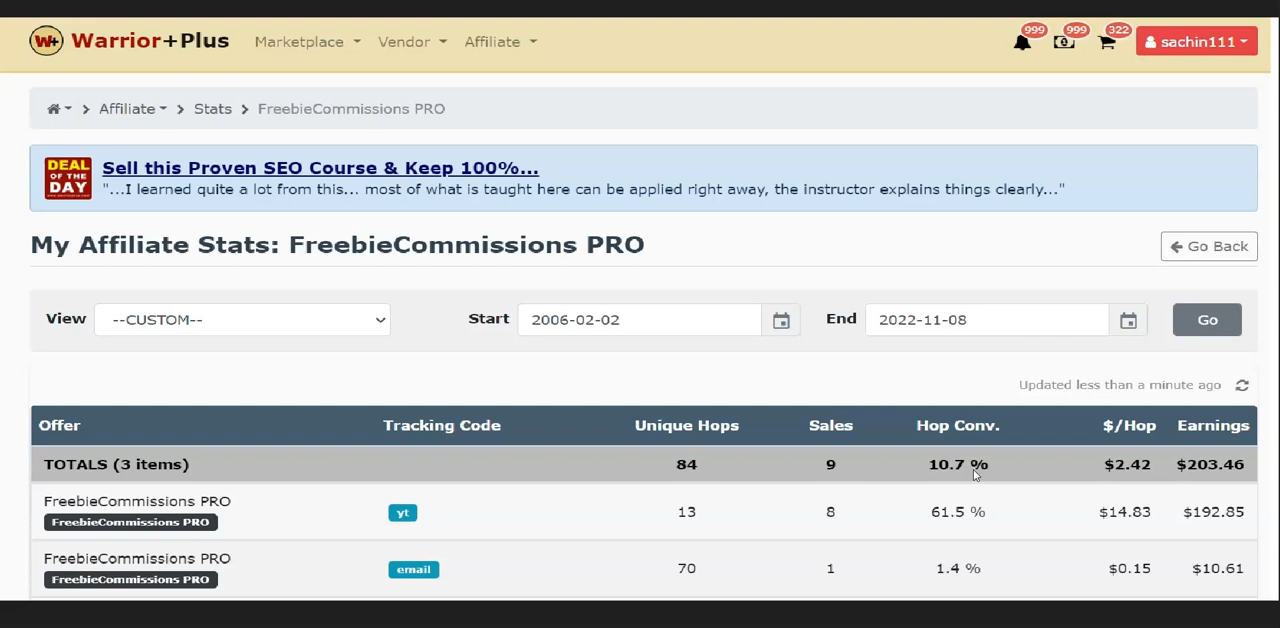 W+ Warrior+Plus Marketplace Vendor Affiliate 999 999 322 sachin111
Affiliate > Stats > FreebieCommissions PRO
DEAL OF THE DAY
Sell this Proven SEO Course & Keep 100%...
"...I learned quite a lot from this... most of what is taught here can be applied right away, the instructor explains things clearly..."
My Affiliate Stats: FreebieCommissions PRO Go Back
View --CUSTOM-- Start 2006-02-02 End 2022-11-08 Go
Updated less than a minute ago
Offer Tracking Code Unique Hops Sales Hop Conv. $/Hop Earnings
TOTALS (3 items) 84 9 10.7 % $2.42 $203.46
FreebieCommissions PRO
FreebieCommissions PRO yt 13 8 61.5 % $14.83 $192.85
FreebieCommissions PRO
FreebieCommissions PRO email 70 1 1.4 % $0.15 $10.61